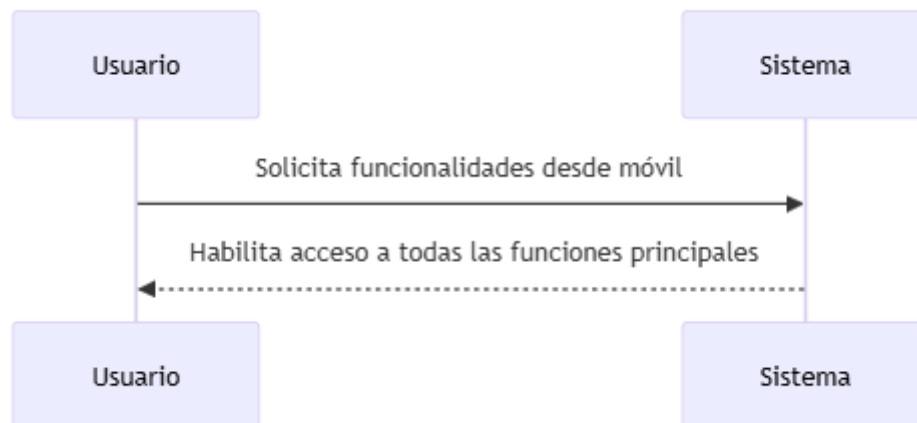 Usuario
Sistema
Solicita funcionalidades desde móvil
Habilita acceso a todas las funciones principales
Usuario
Sistema